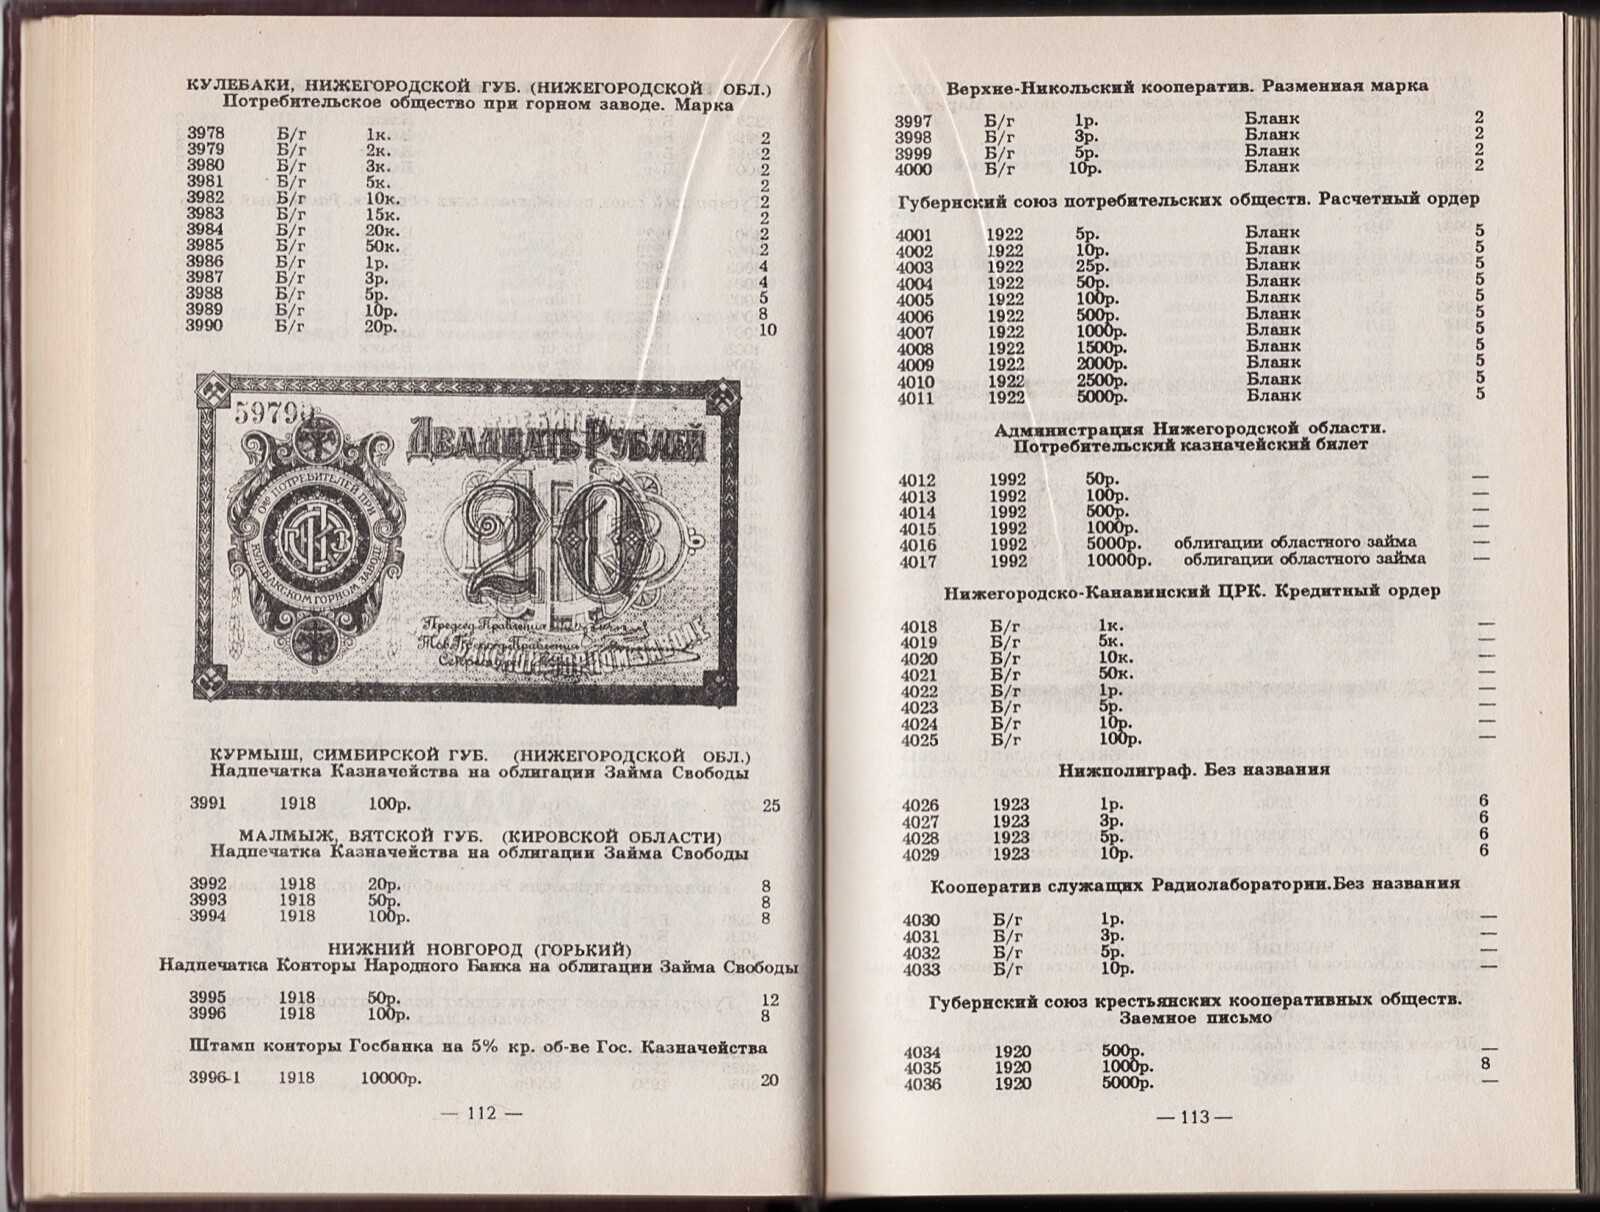 КУЛЕБАКИ, НИЖЕГОРОДСКОЙ ГУБ. (НИЖЕГОРОДСКОЙ ОБЛ.)
Потребительское общество при горном заводе. Марка
3978 Б/г 1к. 2
3979 Б/г 2к. 2
3980 Б/г 3к. 2
3981 Б/г 5к. 2
3982 Б/г 10к. 2
3983 Б/г 15к. 2
3984 Б/г 20к. 2
3985 Б/г 50к. 2
3986 Б/г 1р. 4
3987 Б/г 3р. 4
3988 Б/г 5р. 5
3989 Б/г 10р. 8
3990 Б/г 20р. 10
59790
ДВАДЦАТЬ РУБЛЕЙ
20
ОВО ПОТРЕБИТЕЛЕЙ ПРИ
КУЛЕБАКСКОМ ГОРНОМ ЗАВОДЕ
Председ. Правления
Тов. Председ. Правления
Секретарь
КУРМЫШ, СИМБИРСКОЙ ГУБ. (НИЖЕГОРОДСКОЙ ОБЛ.)
Надпечатка Казначейства на облигации Займа Свободы
3991 1918 100р. 25
МАЛМЫЖ, ВЯТСКОЙ ГУБ. (КИРОВСКОЙ ОБЛАСТИ)
Надпечатка Казначейства на облигации Займа Свободы
3992 1918 20р. 8
3993 1918 50р. 8
3994 1918 100р. 8
НИЖНИЙ НОВГОРОД (ГОРЬКИЙ)
Надпечатка Конторы Народного Банка на облигации Займа Свободы
3995 1918 50р. 12
3996 1918 100р. 8
Штамп конторы Госбанка на 5% кр. об-ве Гос. Казначейства
3996-1 1918 10000р. 20
— 112 —
Верхне-Никольский кооператив. Разменная марка
3997 Б/г 1р. Бланк 2
3998 Б/г 3р. Бланк 2
3999 Б/г 5р. Бланк 2
4000 Б/г 10р. Бланк 2
Губернский союз потребительских обществ. Расчетный ордер
4001 1922 5р. Бланк 5
4002 1922 10р. Бланк 5
4003 1922 25р. Бланк 5
4004 1922 50р. Бланк 5
4005 1922 100р. Бланк 5
4006 1922 500р. Бланк 5
4007 1922 1000р. Бланк 5
4008 1922 1500р. Бланк 5
4009 1922 2000р. Бланк 5
4010 1922 2500р. Бланк 5
4011 1922 5000р. Бланк 5
Администрация Нижегородской области.
Потребительский казначейский билет
4012 1992 50р. —
4013 1992 100р. —
4014 1992 500р. —
4015 1992 1000р. —
4016 1992 5000р. облигации областного займа —
4017 1992 10000р. облигации областного займа —
Нижегородско-Канавинский ЦРК. Кредитный ордер
4018 Б/г 1к. —
4019 Б/г 5к. —
4020 Б/г 10к. —
4021 Б/г 50к. —
4022 Б/г 1р. —
4023 Б/г 5р. —
4024 Б/г 10р. —
4025 Б/г 100р. —
Нижполиграф. Без названия
4026 1923 1р. 6
4027 1923 3р. 6
4028 1923 5р. 6
4029 1923 10р. 6
Кооператив служащих Радиолаборатории.Без названия
4030 Б/г 1р. —
4031 Б/г 3р. —
4032 Б/г 5р. —
4033 Б/г 10р. —
Губернский союз крестьянских кооперативных обществ.
Заемное письмо
4034 1920 500р. —
4035 1920 1000р. 8
4036 1920 5000р. —
— 113 —